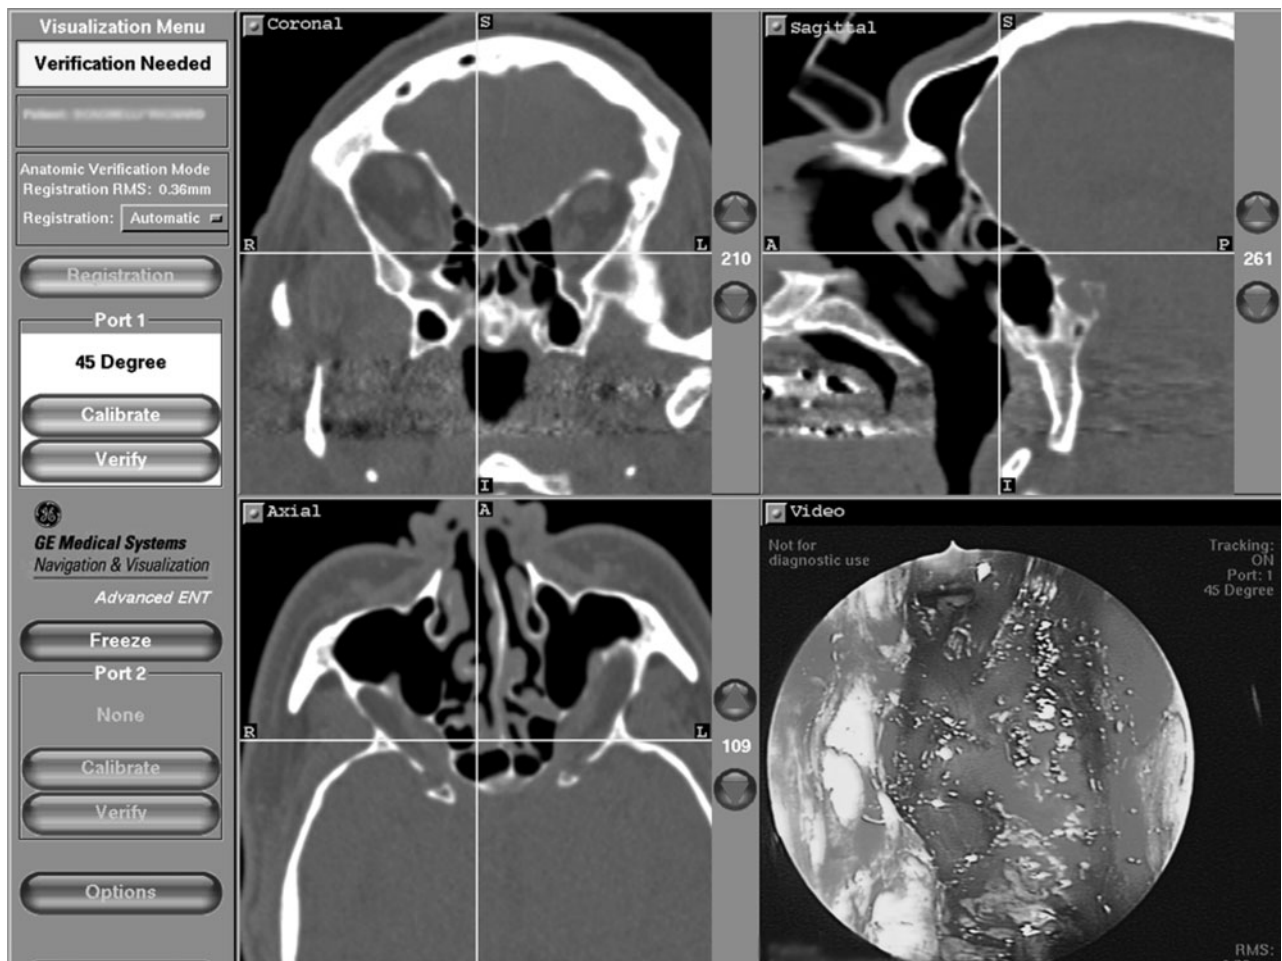 Visualization Menu
Verification Needed
Anatomic Verification Mode
Registration RMS: 0.36mm
Registration: Automatic
Registration
Port 1
45 Degree
Calibrate
Verify
GE Medical Systems
Navigation & Visualization
Advanced ENT
Freeze
Port 2
None
Calibrate
Verify
Options
Coronal
S
R
L
I
210
Sagittal
S
A
P
I
261
Axial
A
R
L
109
Video
Not for
diagnostic use
Tracking:
ON
Port: 1
45 Degree
RMS: